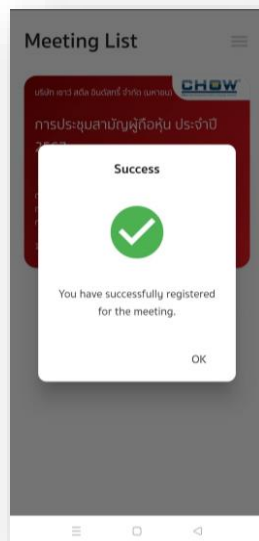 Meeting List
CHOW
บริษัท เชาว์ สตีล อินดัสทรี้ จำกัด (มหาชน)
การประชุมสามัญผู้ถือหุ้น ประจำปี
Success
You have successfully registered
for the meeting.
OK